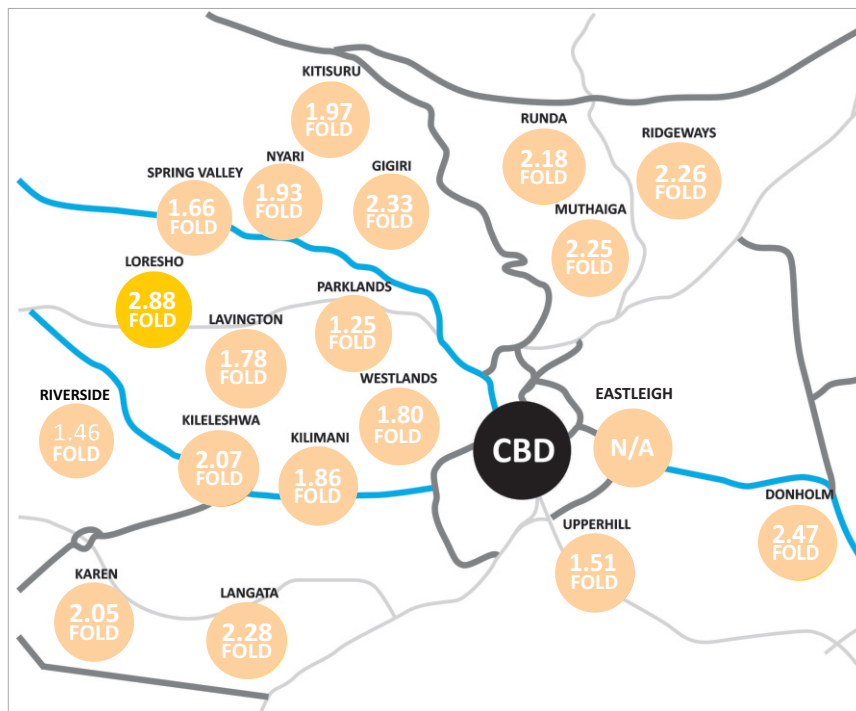 KITISURU
1.97
FOLD
RUNDA
2.18
FOLD
RIDGEWAYS
2.26
FOLD
NYARI
1.93
FOLD
GIGIRI
2.33
FOLD
SPRING VALLEY
1.66
FOLD
MUTHAIGA
2.25
FOLD
LORESHO
2.88
FOLD
PARKLANDS
1.25
FOLD
LAVINGTON
1.78
FOLD
WESTLANDS
1.80
FOLD
RIVERSIDE
1.46
FOLD
KILELESHWA
2.07
FOLD
KILIMANI
1.86
FOLD
CBD
EASTLEIGH
N/A
DONHOLM
2.47
FOLD
UPPERHILL
1.51
FOLD
KAREN
2.05
FOLD
LANGATA
2.28
FOLD